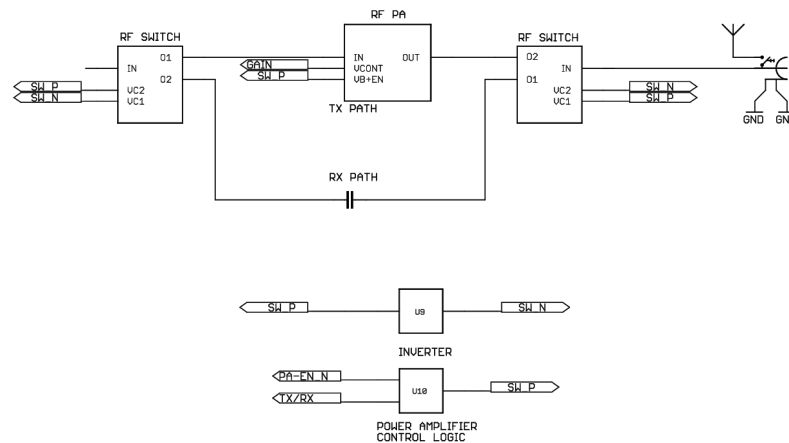 RF PA
RF SWITCH
RF SWITCH
O1
IN
OUT
O2
IN
GAIN
VCONT
IN
O2
SW_P
VB+EN
O1
SW_P
VC2
VC2
SW_N
SW_N
VC1
VC1
SW_P
TX PATH
GND
GN
RX PATH
SW_P
U9
SW_N
INVERTER
PA-EN_N
U10
SW_P
TX/RX
POWER AMPLIFIER
CONTROL LOGIC